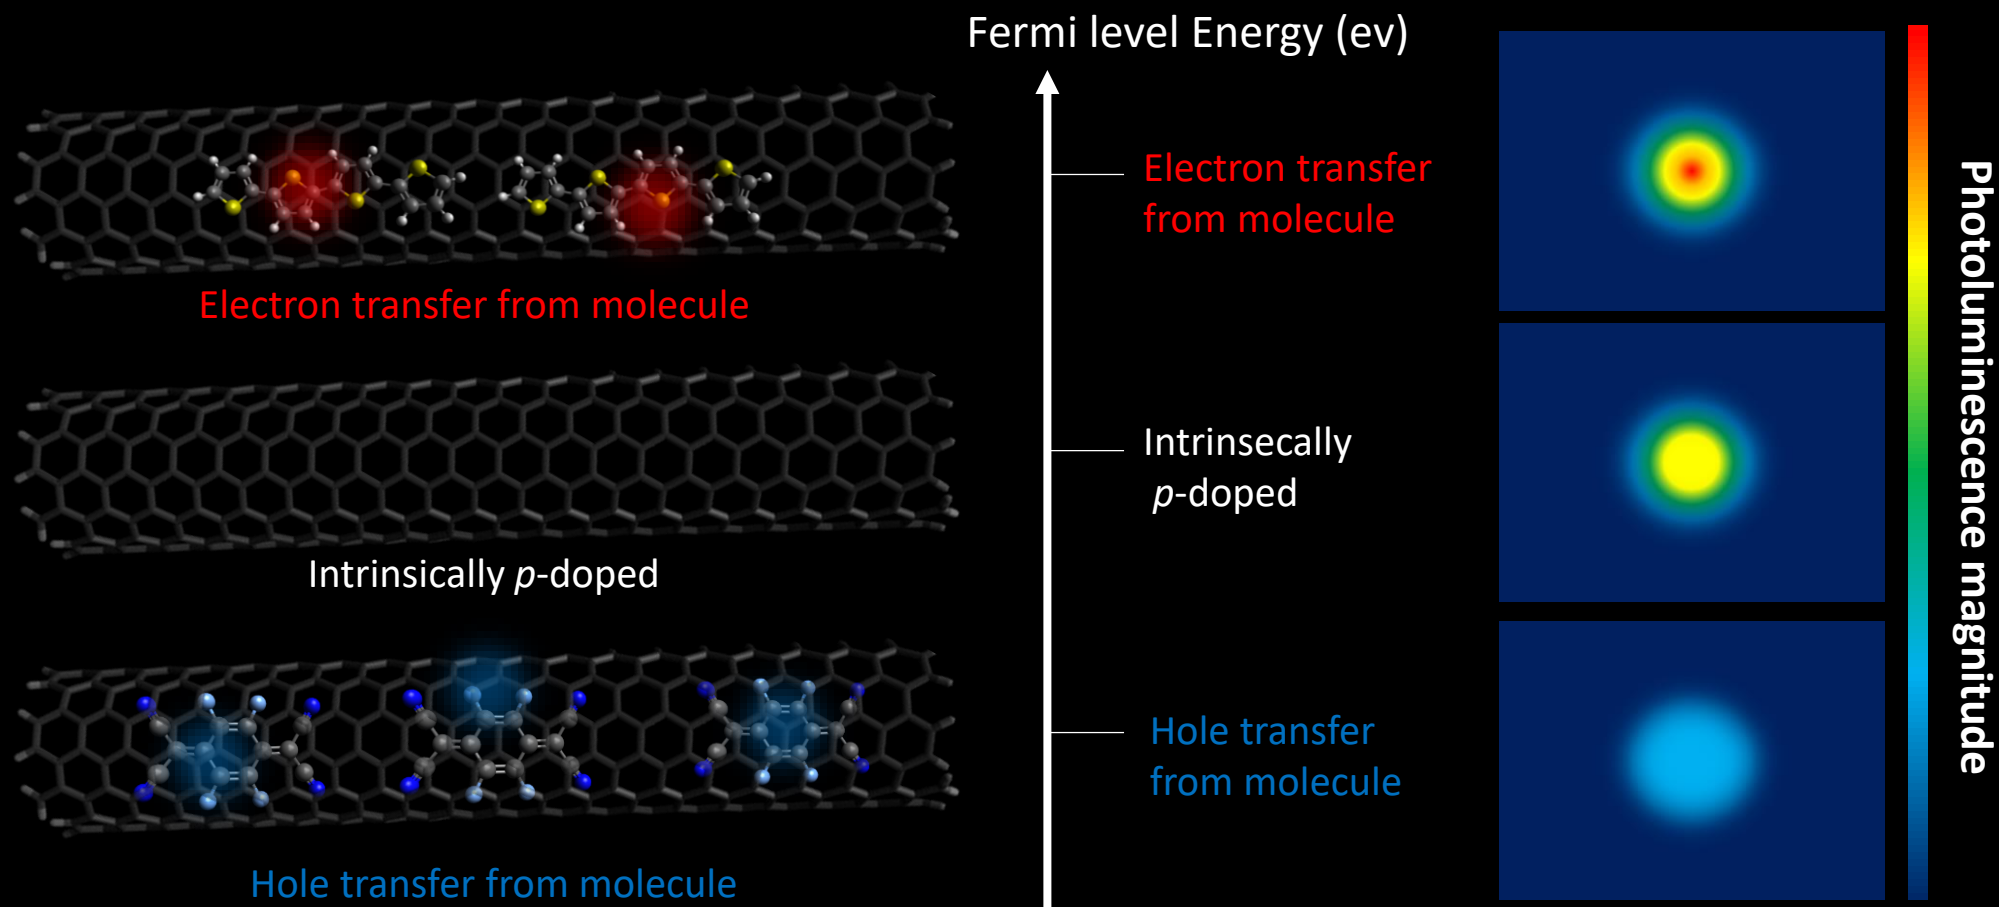 Fermi level Energy (ev)
Electron transfer from molecule
Intrinsically p-doped
Hole transfer from molecule
Electron transfer
from molecule
Intrinsecally
p-doped
Hole transfer
from molecule
Photoluminescence magnitude